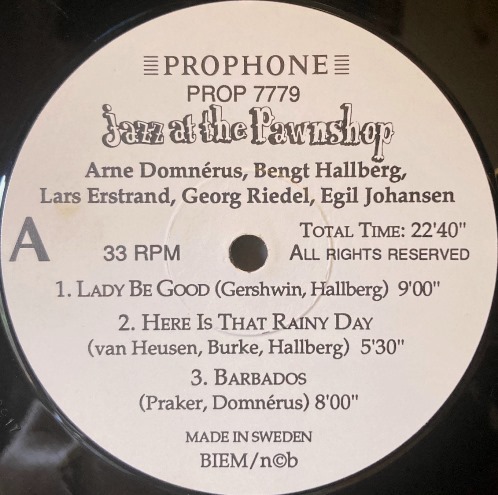 PROPHONE
PROP 7779
Jazz at the Pawnshop
Arne Domnérus, Bengt Hallberg,
Lars Erstrand, Georg Riedel, Egil Johansen
A
33 RPM
TOTAL TIME: 22'40"
ALL RIGHTS RESERVED
1. LADY BE GOOD (Gershwin, Hallberg) 9'00"
2. HERE IS THAT RAINY DAY
(van Heusen, Burke, Hallberg) 5'30"
3. BARBADOS
(Praker, Domnérus) 8'00"
MADE IN SWEDEN
BIEM/n©b